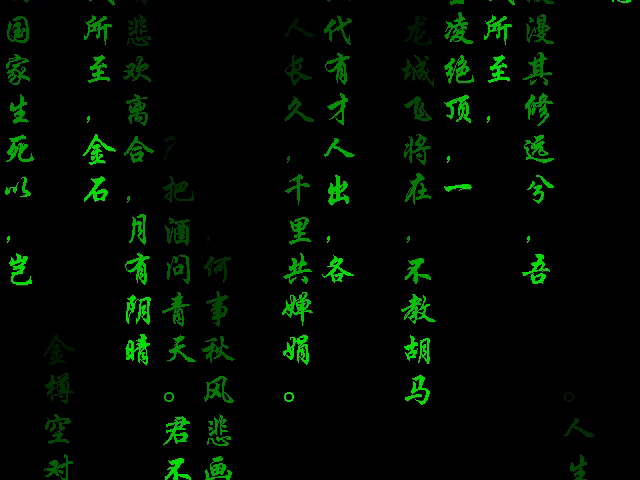 国家生死以，岂
金樽空对
所至，金石
悲欢离合，月有阴晴
？把酒问青天。君不
，何事秋风悲画
人长久，千里共婵娟。
代有才人出，各
龙城飞将在，不教胡马
凌绝顶，一
所至，
漫其修远兮，吾
。人生